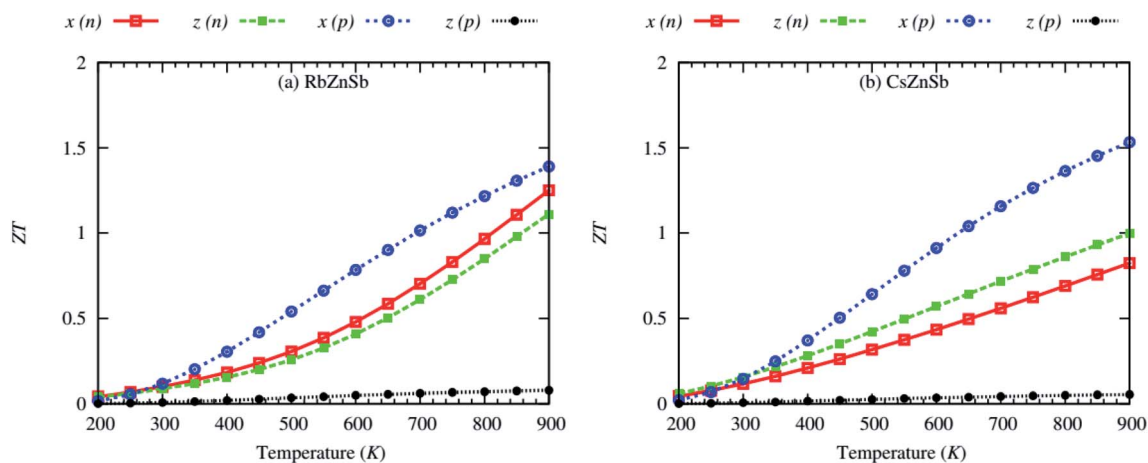 x (n) z (n) x (p) z (p)
2
1.5
1
0.5
0
ZT
(a) RbZnSb
200 300 400 500 600 700 800 900
Temperature (K)
x (n) z (n) x (p) z (p)
2
1.5
1
0.5
0
ZT
(b) CsZnSb
200 300 400 500 600 700 800 900
Temperature (K)